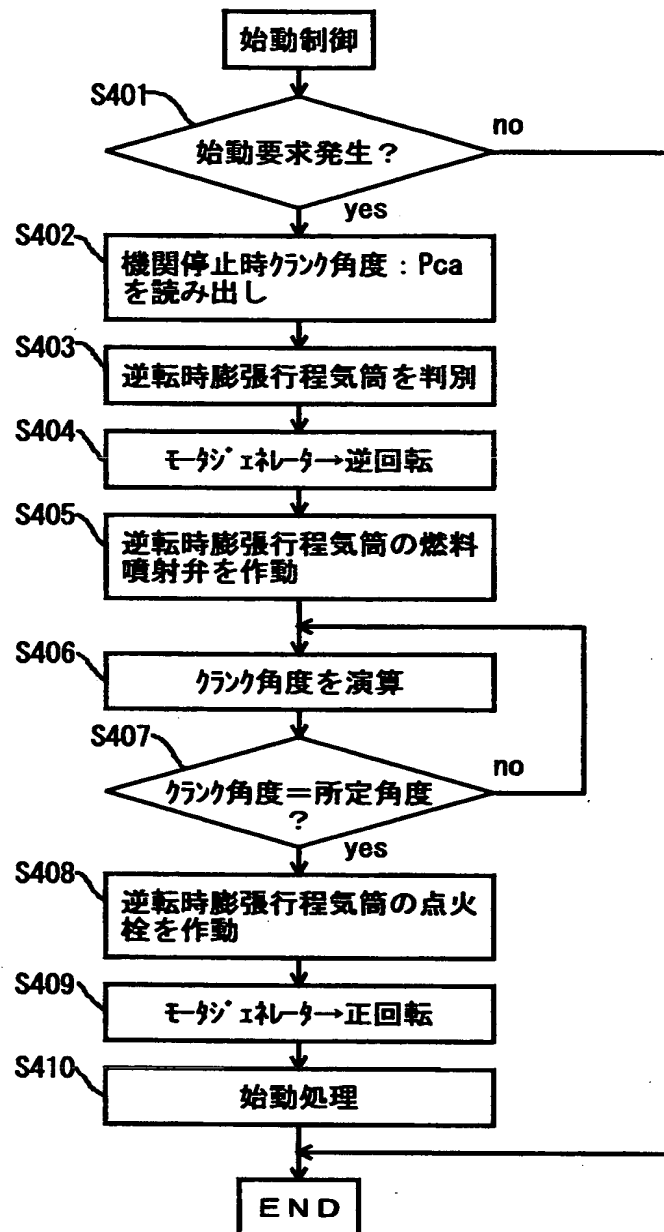 始動制御
S401
始動要求発生?
no
yes
S402
機関停止時クランク角度:Pca
を読み出し
S403
逆転時膨張行程気筒を判別
S404
モータジェネレータ→逆回転
S405
逆転時膨張行程気筒の燃料
噴射弁を作動
S406
クランク角度を演算
S407
クランク角度=所定角度
?
no
yes
S408
逆転時膨張行程気筒の点火
栓を作動
S409
モータジェネレータ→正回転
S410
始動処理
END